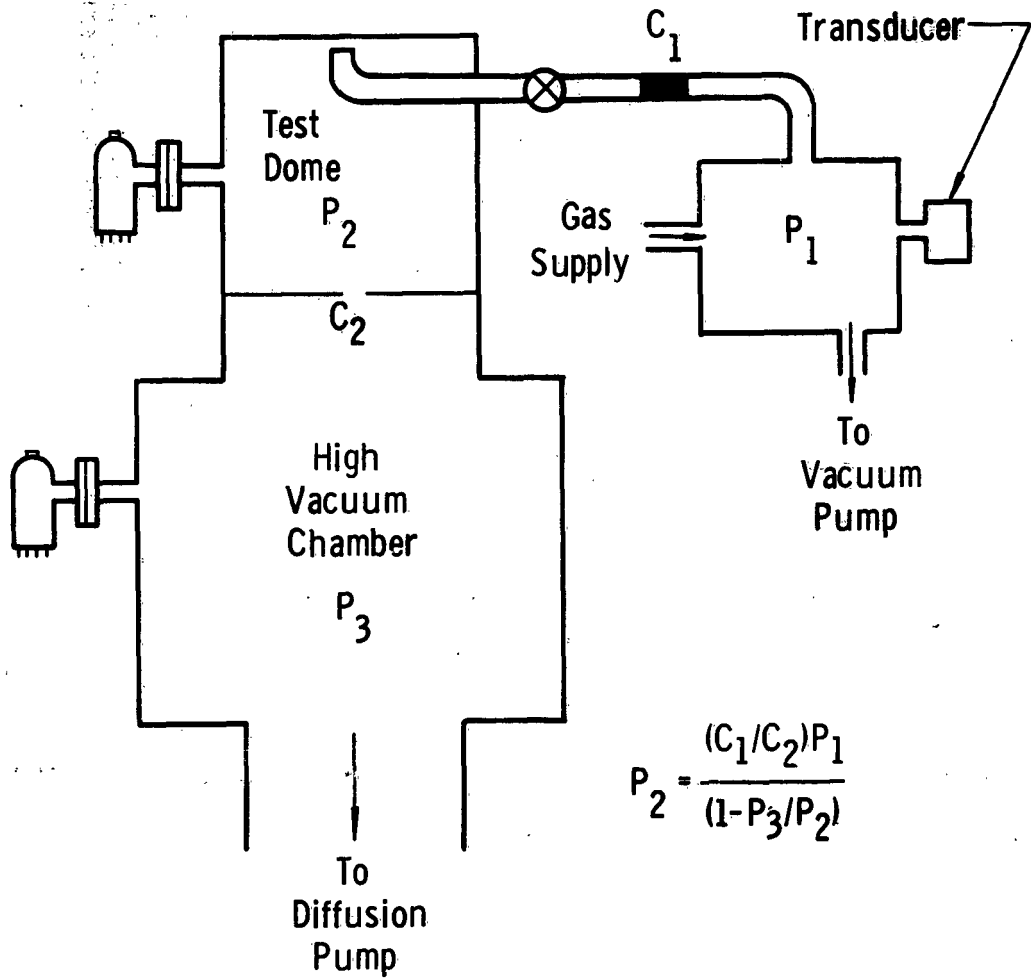 C1
Transducer
Test
Dome
P2
Gas
Supply
P1
C2
To
Vacuum
Pump
High
Vacuum
Chamber
P3
P2 = (C1/C2)P1
(1-P3/P2)
To
Diffusion
Pump